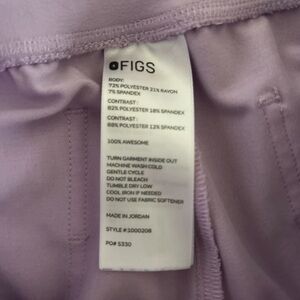 FIGS
BODY:
72% POLYESTER 21% RAYON
7% SPANDEX
CONTRAST:
82% POLYESTER 18% SPANDEX
CONTRAST:
88% POLYESTER 12% SPANDEX
100% AWESOME
TURN GARMENT INSIDE OUT
MACHINE WASH COLD
GENTLE CYCLE
DO NOT BLEACH
TUMBLE DRY LOW
COOL IRON IF NEEDED
DO NOT USE FABRIC SOFTENER
MADE IN JORDAN
STYLE #1000208
PO# 5330